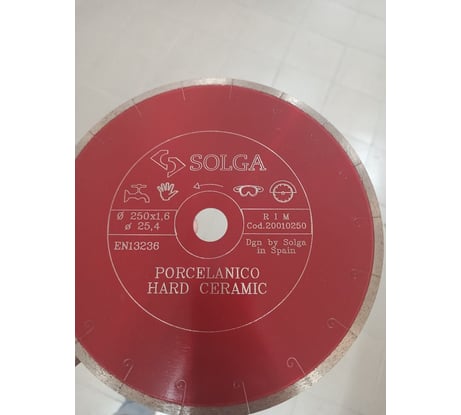 SOLGA
Ø 250x1,6
Ø 25,4
EN13236
R I M
Cod.20010250
Dgn by Solga
in Spain
PORCELANICO
HARD CERAMIC